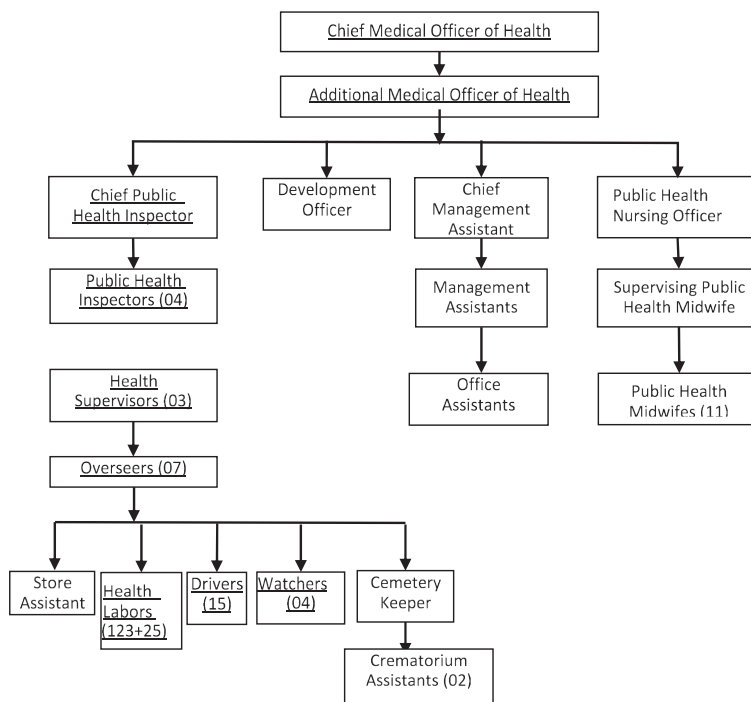 Chief Medical Officer of Health
Additional Medical Officer of Health
Chief Public
Health Inspector
Development
Officer
Chief
Management
Assistant
Public Health
Nursing Officer
Public Health
Inspectors (04)
Management
Assistants
Supervising Public
Health Midwife
Health
Supervisors (03)
Office
Assistants
Public Health
Midwifes (11)
Overseers (07)
Store
Assistant
Health
Labors
(123+25)
Drivers
(15)
Watchers
(04)
Cemetery
Keeper
Crematorium
Assistants (02)